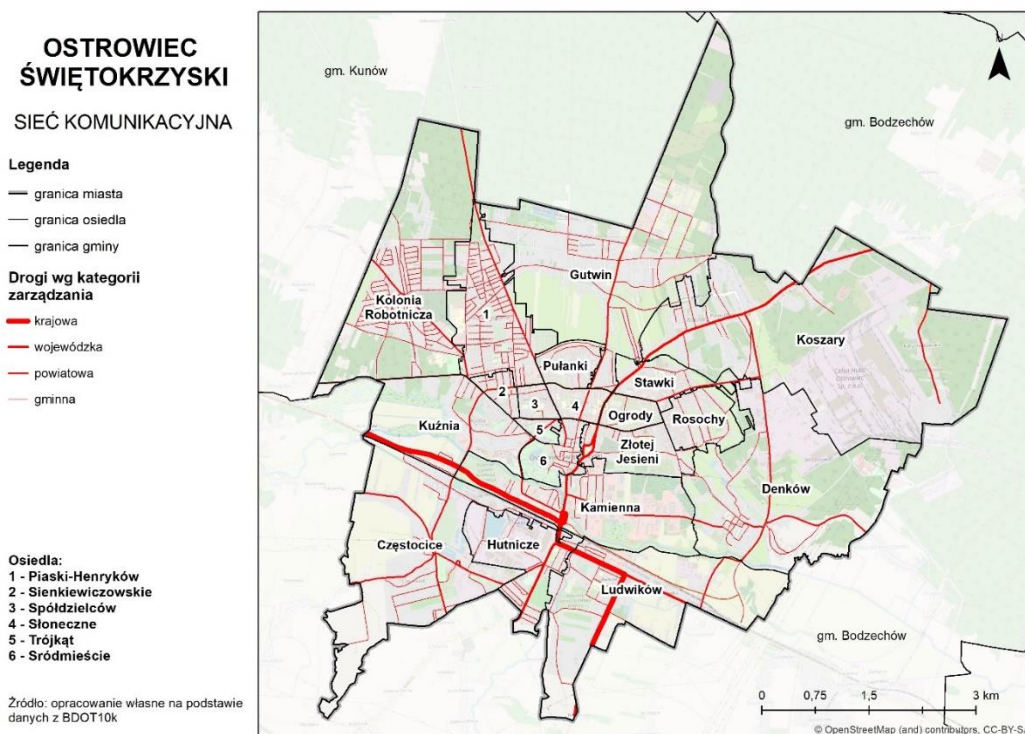 OSTROWIEC
ŚWIĘTOKRZYSKI
SIEĆ KOMUNIKACYJNA
Legenda
granica miasta
granica osiedla
granica gminy
Drogi wg kategorii
zarządzania
krajowa
wojewódzka
powiatowa
gminna
Osiedla:
1 - Piaski-Henryków
2 - Sienkiewiczowskie
3 - Spółdzielców
4 - Słoneczne
5 - Trójkąt
6 - Sródmieście
Źródło: opracowanie własne na podstawie
danych z BDOT10k
gm. Kunów
gm. Bodzechów
Gutwin
Kolonia
Robotnicza
1
Koszary
Pułanki
Stawki
2
3
4
Ogrody
Rosochy
Kuźnia
5
Złotej
Jesieni
6
Denków
Kamienna
Częstocice
Hutnicze
Ludwików
gm. Bodzechów
0 0,75 1,5 3 km
© OpenStreetMap (and) contributors, CC-BY-SA